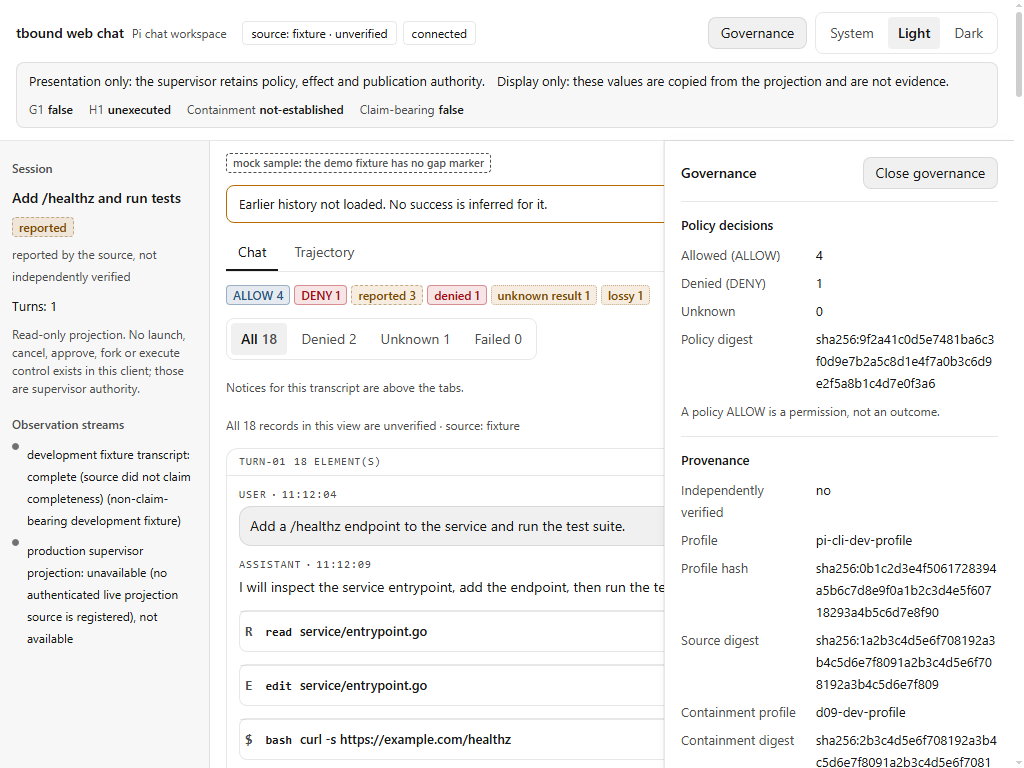 tbound web chat Pi chat workspace source: fixture · unverified connected Governance System Light Dark
Presentation only: the supervisor retains policy, effect and publication authority. Display only: these values are copied from the projection and are not evidence.
G1 false H1 unexecuted Containment not-established Claim-bearing false
Session
Add /healthz and run tests
reported
reported by the source, not
independently verified
Turns: 1
Read-only projection. No launch,
cancel, approve, fork or execute
control exists in this client; those
are supervisor authority.
Observation streams
development fixture transcript:
complete (source did not claim
completeness) (non-claim-
bearing development fixture)
production supervisor
projection: unavailable (no
authenticated live projection
source is registered), not
available
mock sample: the demo fixture has no gap marker
Earlier history not loaded. No success is inferred for it.
Chat Trajectory
ALLOW 4 DENY 1 reported 3 denied 1 unknown result 1 lossy 1
All 18 Denied 2 Unknown 1 Failed 0
Notices for this transcript are above the tabs.
All 18 records in this view are unverified · source: fixture
TURN-01 18 ELEMENT(S)
USER · 11:12:04
Add a /healthz endpoint to the service and run the test suite.
ASSISTANT · 11:12:09
I will inspect the service entrypoint, add the endpoint, then run the te
R read service/entrypoint.go
E edit service/entrypoint.go
$ bash curl -s https://example.com/healthz
Governance Close governance
Policy decisions
Allowed (ALLOW) 4
Denied (DENY) 1
Unknown 0
Policy digest sha256:9f2a41c0d5e7481ba6c3
f0d9e7b2a5c8d1e4f7a0b3c6d9
e2f5a8b1c4d7e0f3a6
A policy ALLOW is a permission, not an outcome.
Provenance
Independently no
verified
Profile pi-cli-dev-profile
Profile hash sha256:0b1c2d3e4f5061728394
a5b6c7d8e9f0a1b2c3d4e5f607
18293a4b5c6d7e8f90
Source digest sha256:1a2b3c4d5e6f708192a3
b4c5d6e7f8091a2b3c4d5e6f70
8192a3b4c5d6e7f809
Containment profile d09-dev-profile
Containment digest sha256:2b3c4d5e6f708192a3b4
c5d6e7f8091a2b3c4d5e6f7081